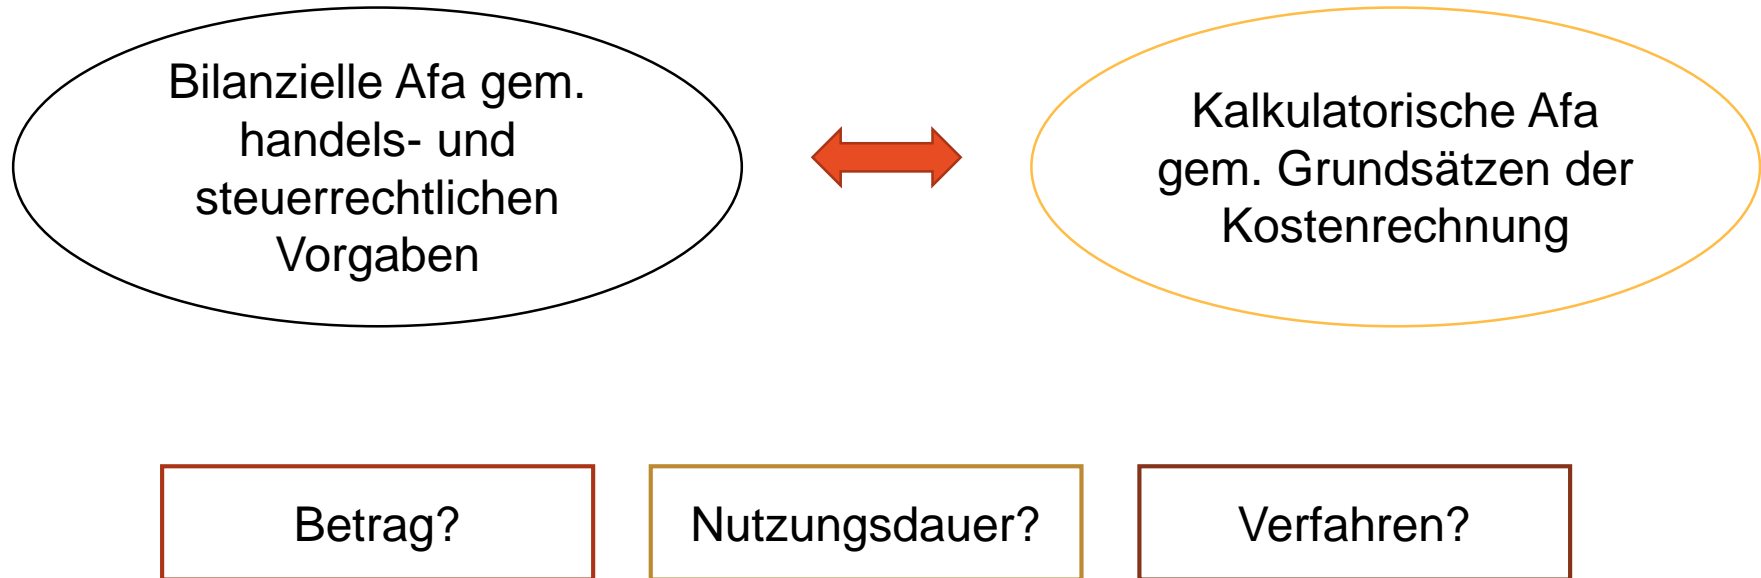 Bilanzielle Afa gem.
handels- und
steuerrechtlichen
Vorgaben
Kalkulatorische Afa
gem. Grundsätzen der
Kostenrechnung
Betrag?
Nutzungsdauer?
Verfahren?